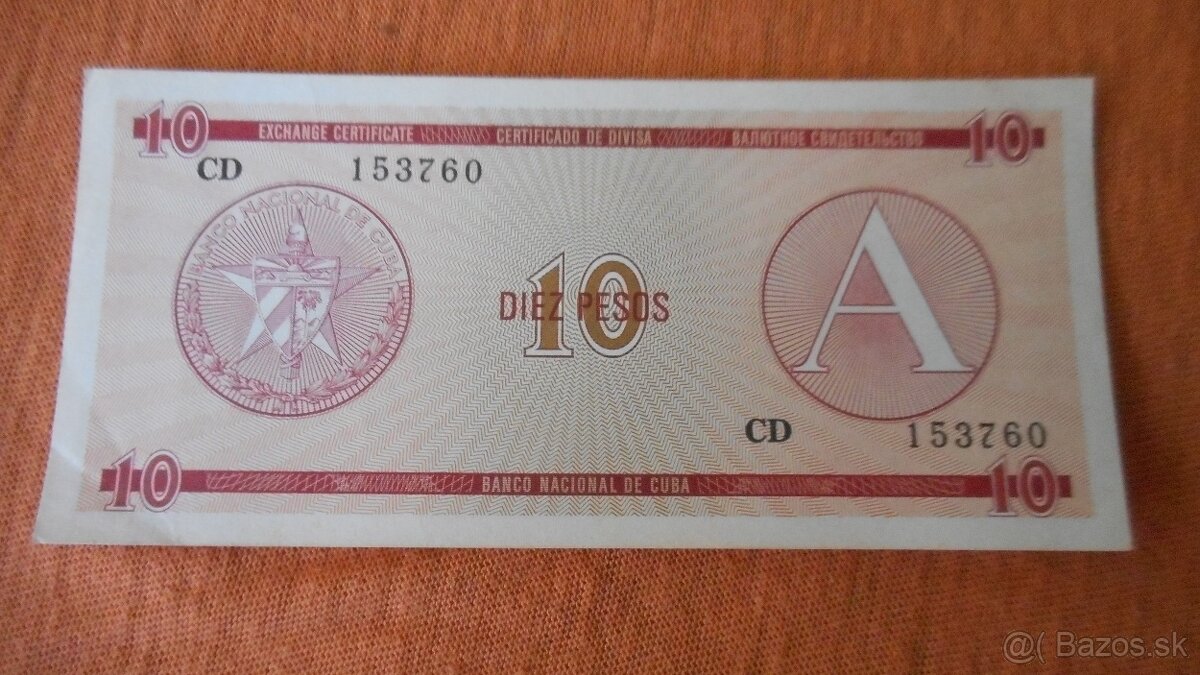 10 EXCHANGE CERTIFICATE CERTIFICADO DE DIVISA ВАЛЮТНОЕ СВИДЕТЕЛЬСТВО 10
CD 153760
BANCO NACIONAL DE CUBA
10
DIEZ PESOS
A
CD 153760
10 BANCO NACIONAL DE CUBA 10
@( Bazos.sk